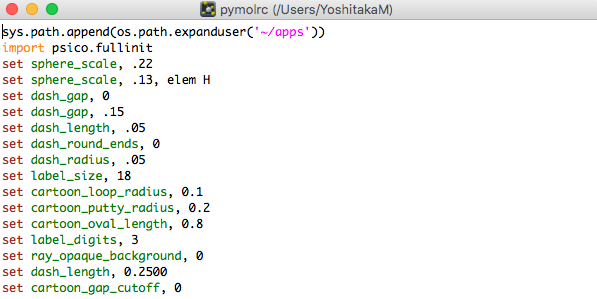 pymolrc (/Users/YoshitakaM)
sys.path.append(os.path.expanduser('~/apps'))
import psico.fullinit
set sphere_scale, .22
set sphere_scale, .13, elem H
set dash_gap, 0
set dash_gap, .15
set dash_length, .05
set dash_round_ends, 0
set dash_radius, .05
set label_size, 18
set cartoon_loop_radius, 0.1
set cartoon_putty_radius, 0.2
set cartoon_oval_length, 0.8
set label_digits, 3
set ray_opaque_background, 0
set dash_length, 0.2500
set cartoon_gap_cutoff, 0